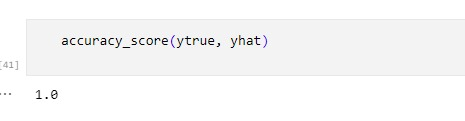 accuracy_score(ytrue, yhat)
[41]
...
1.0